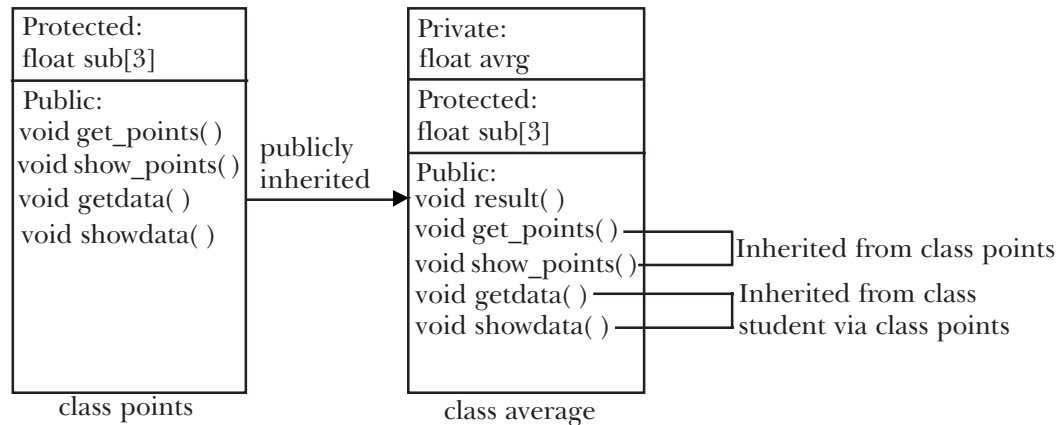 Protected:
float sub[3]
Public:
void get_points( )
void show_points( )
void getdata( )
void showdata( )
class points
publicly
inherited
Private:
float avrg
Protected:
float sub[3]
Public:
void result( )
void get_points( )
void show_points( )
void getdata( )
void showdata( )
class average
Inherited from class points
Inherited from class
student via class points